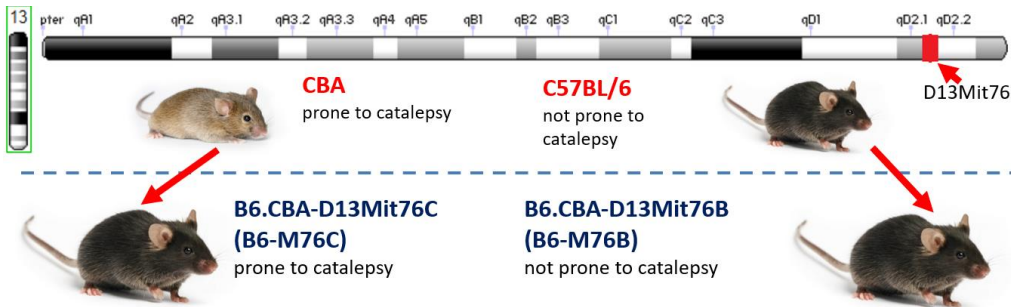 13
pter qA1 qA2 qA3.1 qA3.2 qA3.3 qA4 qA5 qB1 qB2 qB3 qC1 qC2 qC3 qD1 qD2.1 qD2.2
D13Mit76
CBA
prone to catalepsy
C57BL/6
not prone to
catalepsy
B6.CBA-D13Mit76C
(B6-M76C)
prone to catalepsy
B6.CBA-D13Mit76B
(B6-M76B)
not prone to catalepsy